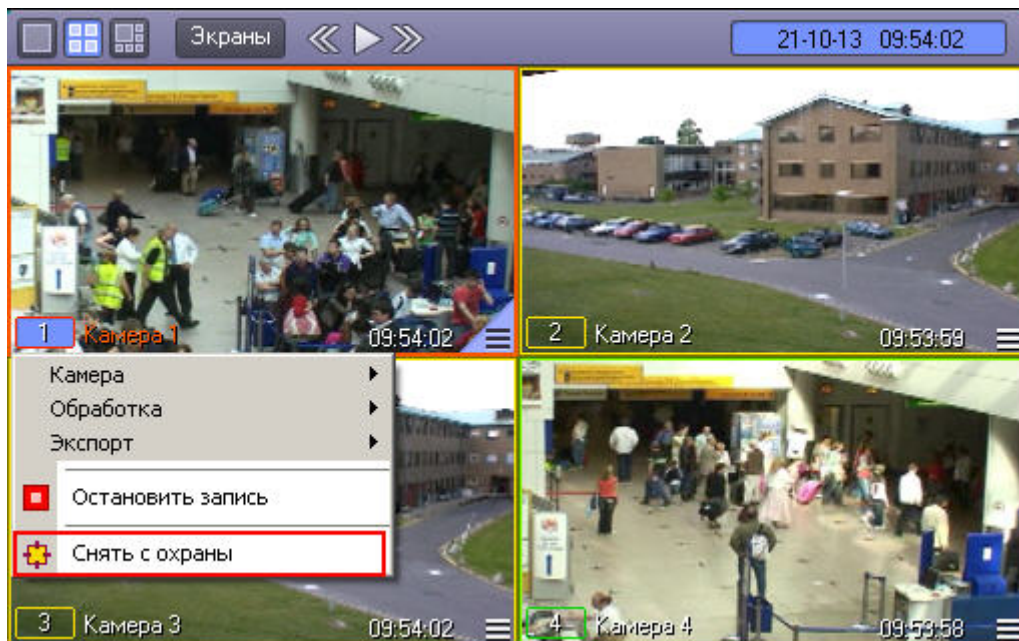 Экраны
21-10-13 09:54:02
1 Камера 1 09:54:02
2 Камера 2 09:53:59
Камера
Обработка
Экспорт
Остановить запись
Снять с охраны
3 Камера 3 09:54:02
4 Камера 4 09:53:58